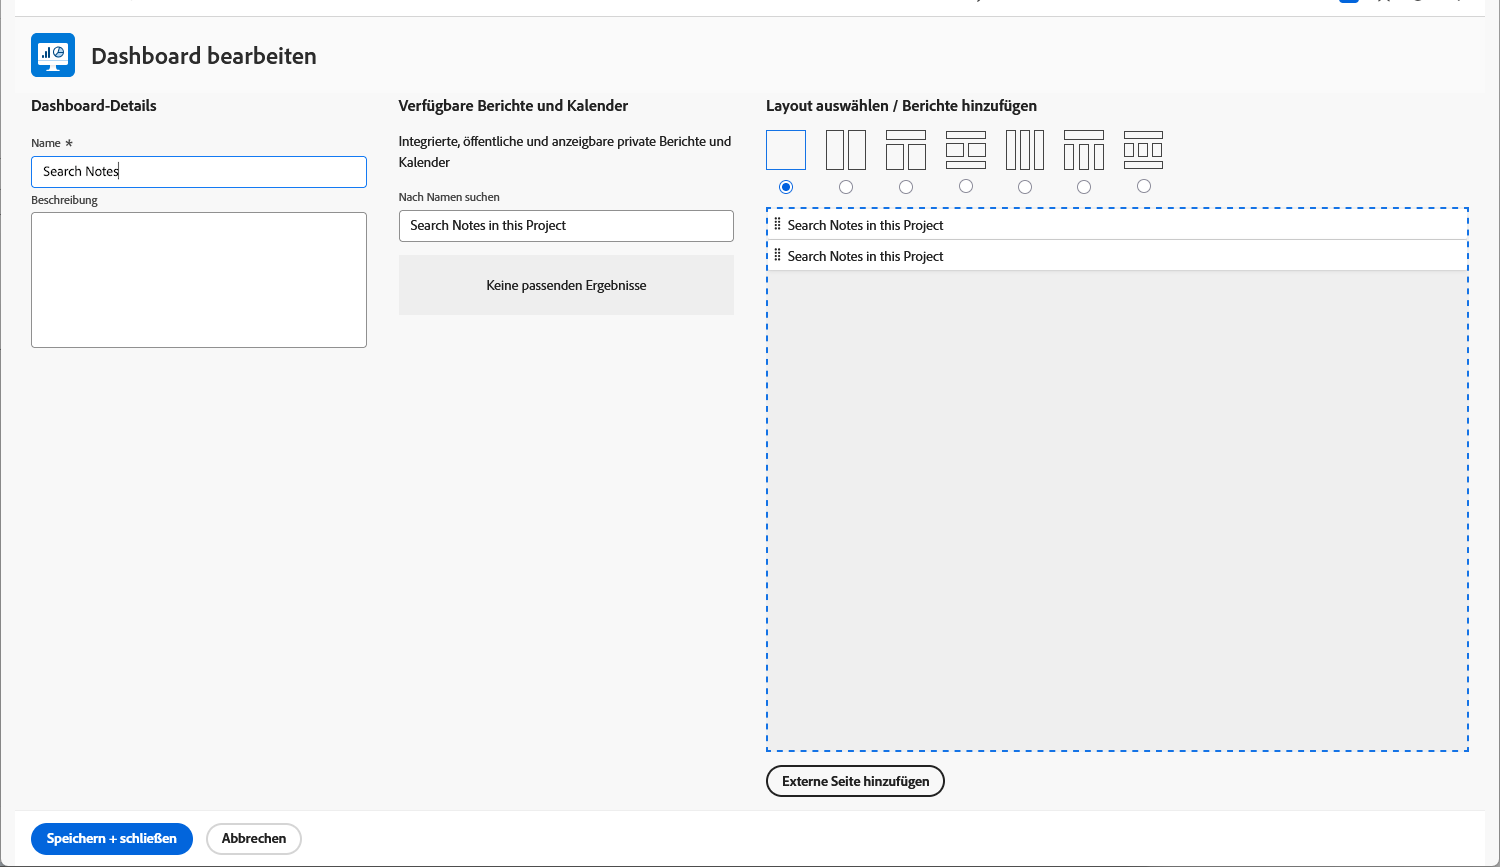 Dashboard bearbeiten
Dashboard-Details
Name *
Search Notes
Beschreibung
Verfügbare Berichte und Kalender
Integrierte, öffentliche und anzeigbare private Berichte und
Kalender
Nach Namen suchen
Search Notes in this Project
Keine passenden Ergebnisse
Layout auswählen / Berichte hinzufügen
Search Notes in this Project
Search Notes in this Project
Externe Seite hinzufügen
Speichern + schließen
Abbrechen